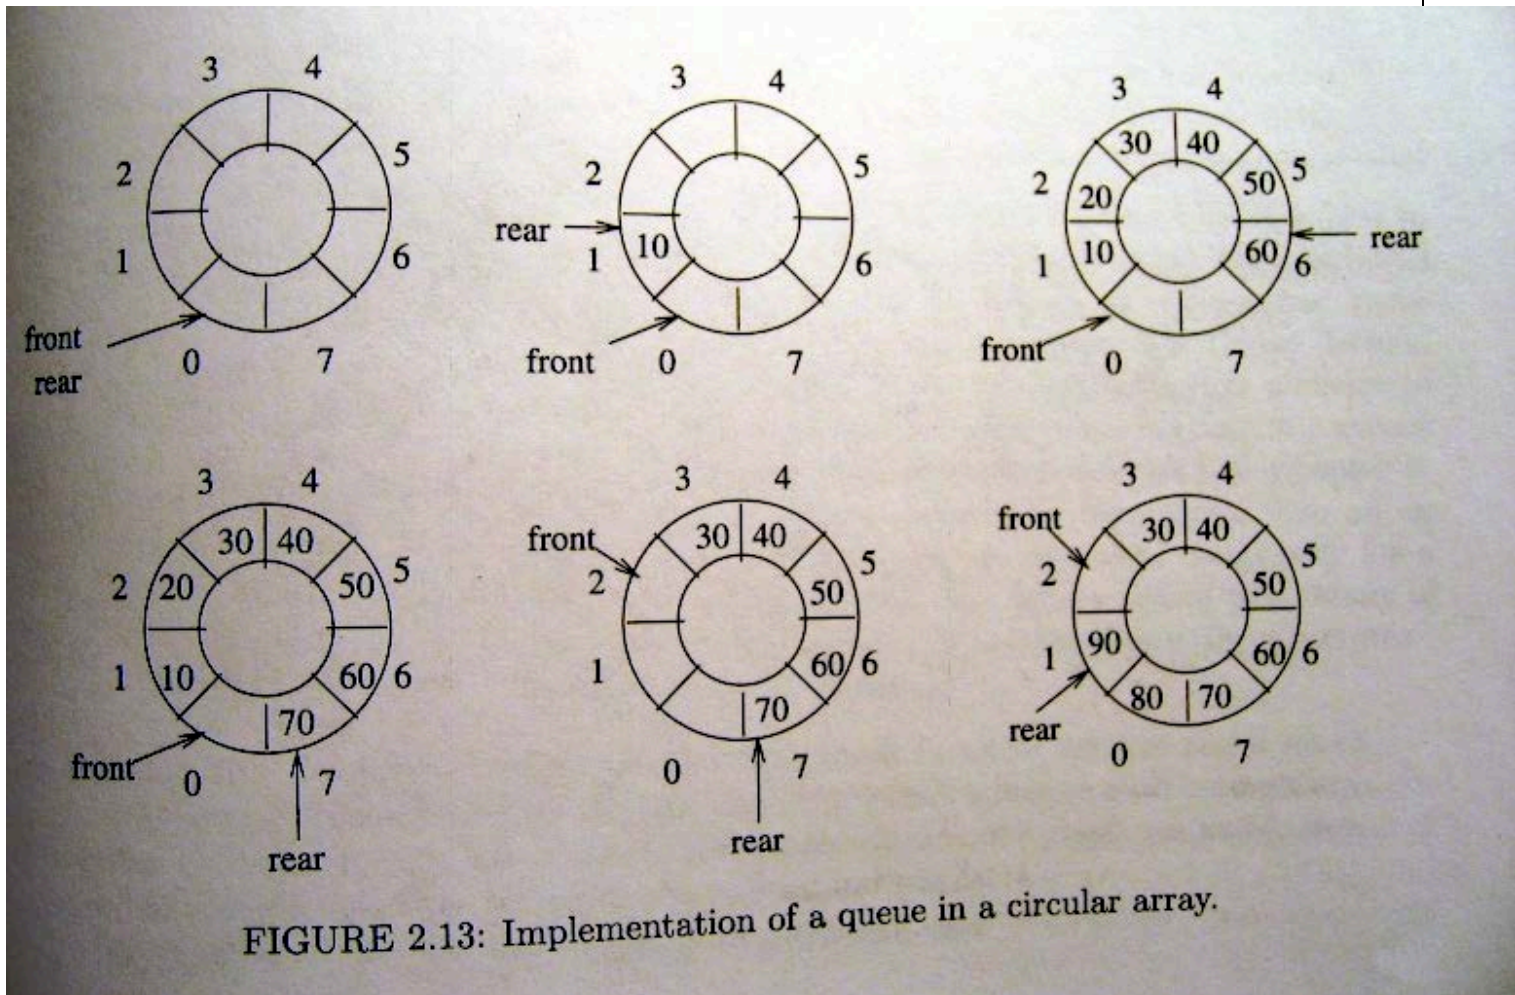 3 4
2 5
1 6
front
rear
0 7
3 4
2 5
rear
1 10 6
front
0 7
3 4
30 40
2 20 50 5
rear
1 10 60 6
front
0 7
3 4
30 40
2 20 50 5
1 10 60 6
70
front
0 7
rear
3 4
front 30 40
2 50 5
1 60 6
70
0 7
rear
3 4
front 30 40
2 50 5
1 90 60 6
rear 80 70
0 7
FIGURE 2.13: Implementation of a queue in a circular array.